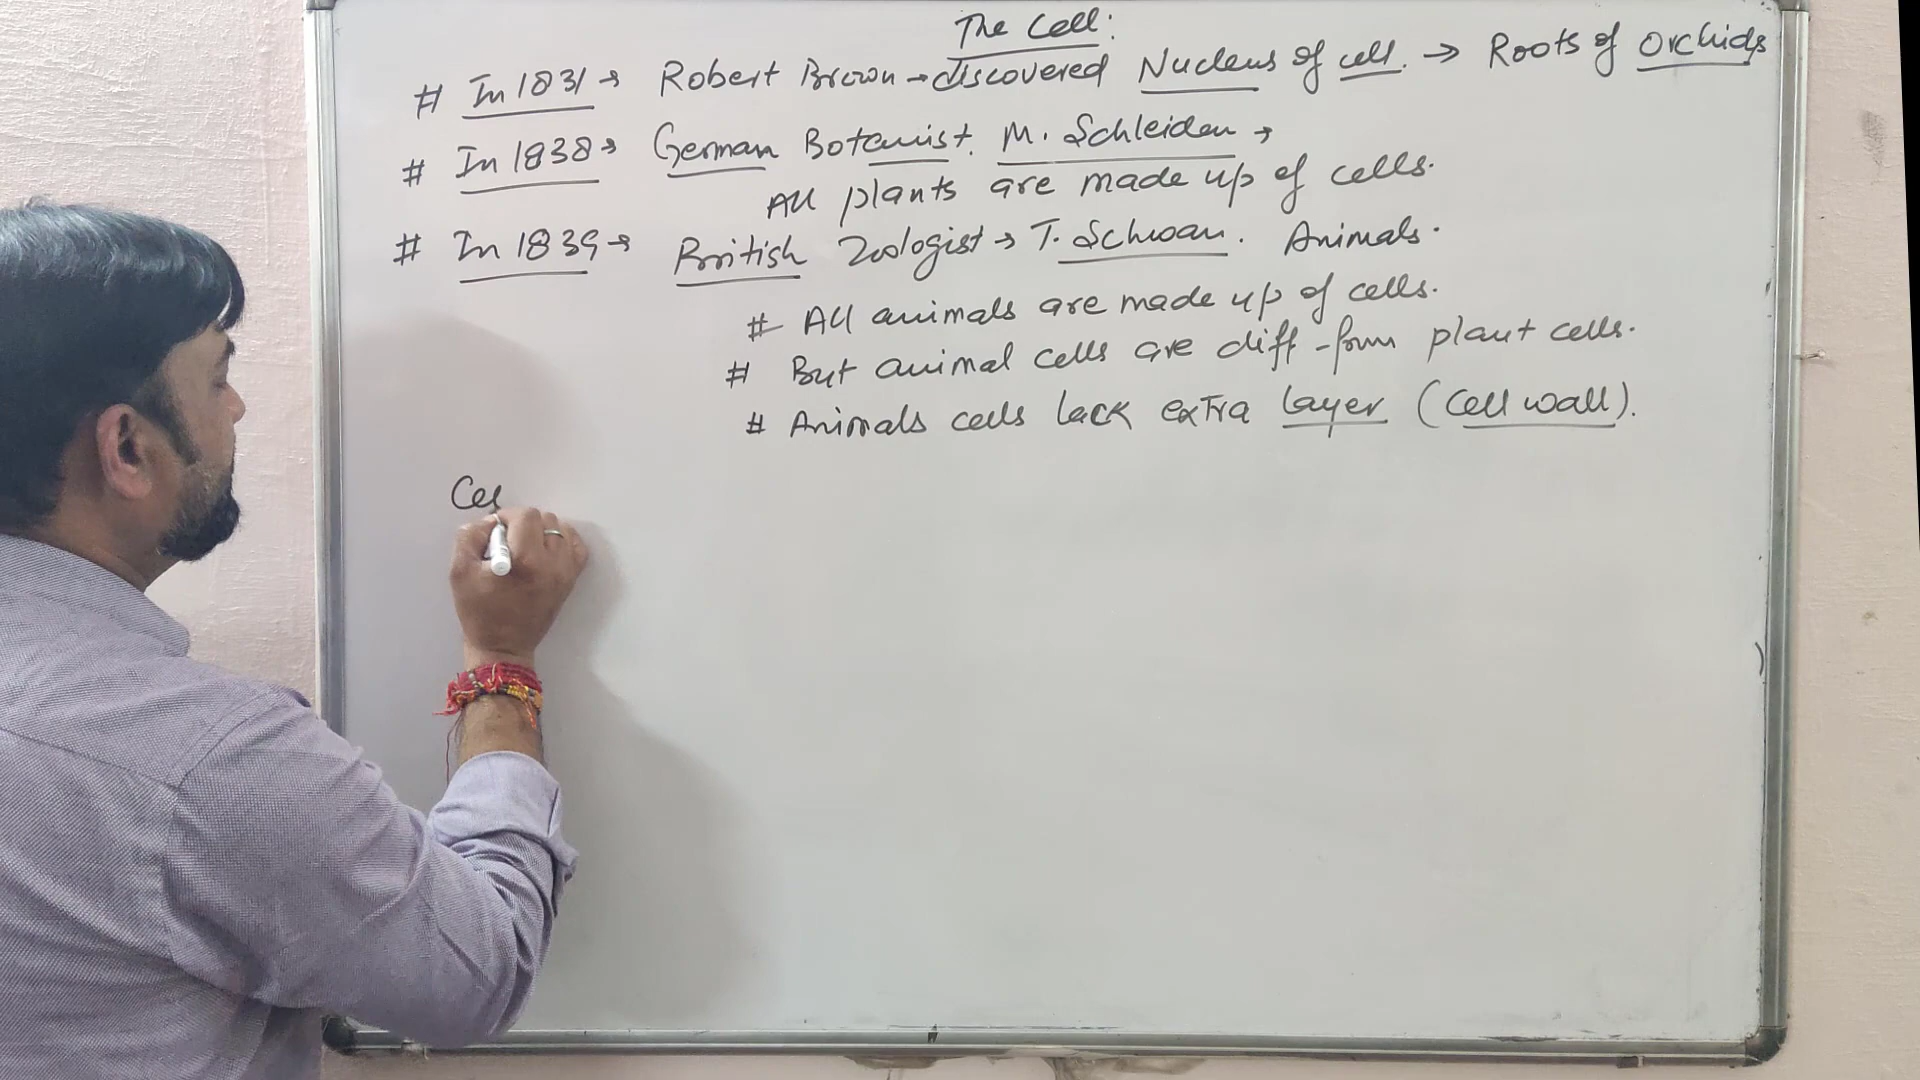 The Cell:
# In 1831 → Robert Brown → discovered Nucleus of cell. → Roots of Orchids
# In 1838 → German Botanist. M. Schleiden →
All plants are made up of cells.
# In 1839 → British Zoologist → T. Schwan. Animals.
# All animals are made up of cells.
# But animal cells are diff from plant cells.
# Animals cells lack extra layer (Cell wall).
Cel